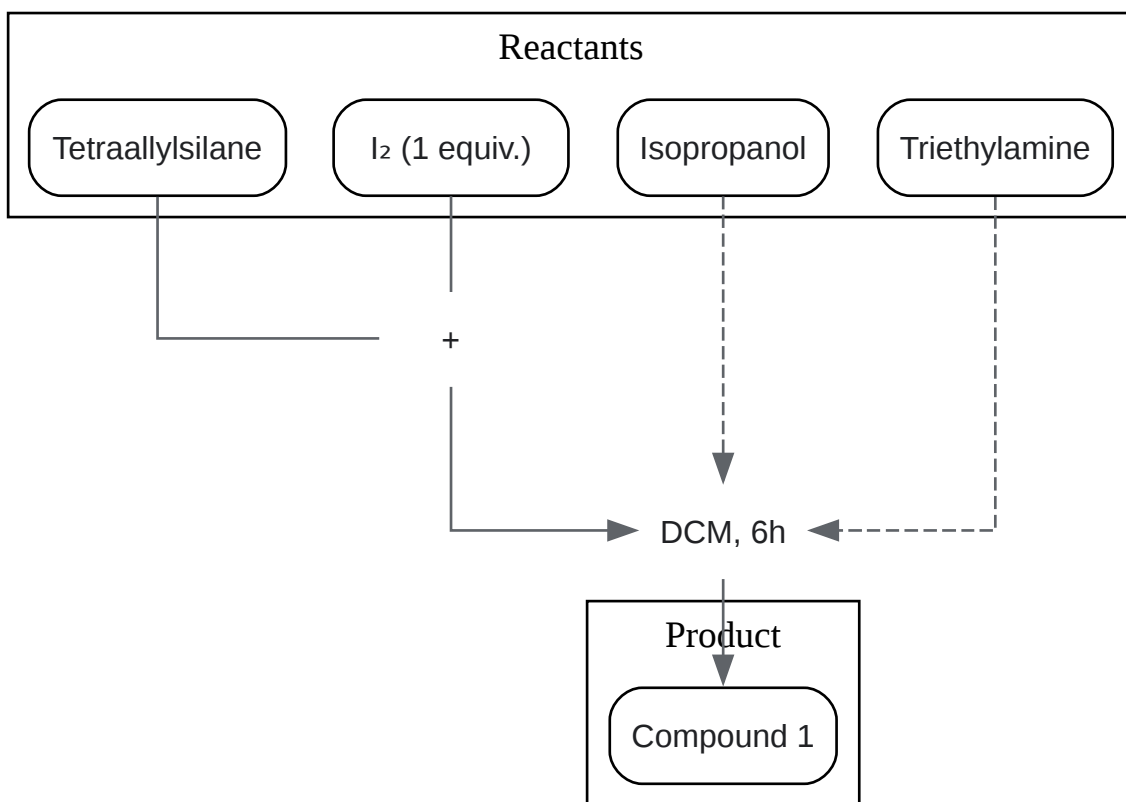 Reactants
Tetraallylsilane
I₂ (1 equiv.)
Isopropanol
Triethylamine
+
DCM, 6h
Product
Compound 1